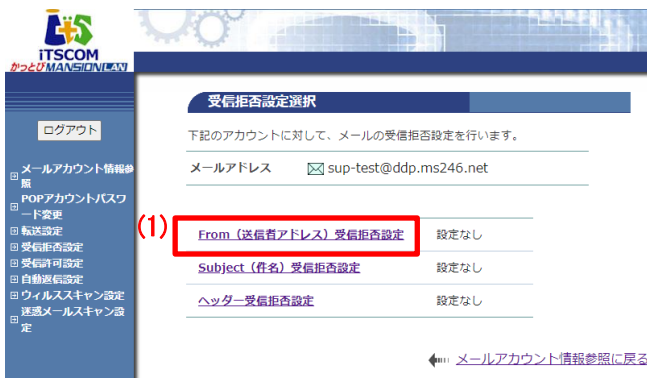 iTSCOM
かっとびMANSIONLAN
ログアウト
メールアカウント情報参
照
POPアカウントパスワ
ード変更
転送設定
受信拒否設定
受信許可設定
自動返信設定
ウィルススキャン設定
迷惑メールスキャン設
定
受信拒否設定選択
下記のアカウントに対して、メールの受信拒否設定を行います。
メールアドレス sup-test@ddp.ms246.net
(1) From（送信者アドレス）受信拒否設定 設定なし
Subject（件名）受信拒否設定 設定なし
ヘッダー受信拒否設定 設定なし
メールアカウント情報参照に戻る